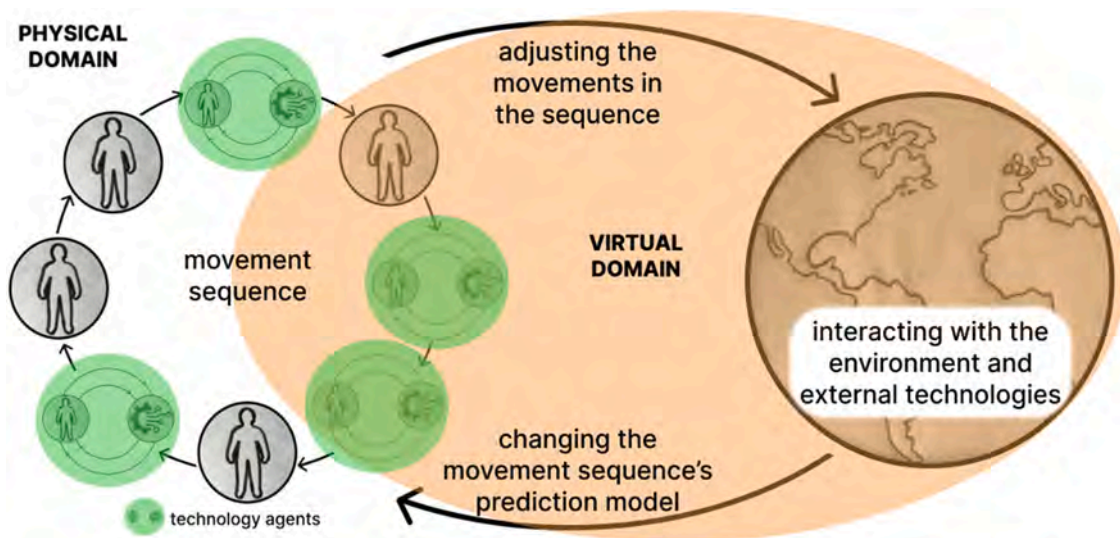 PHYSICAL
DOMAIN
adjusting the
movements in
the sequence
movement
sequence
VIRTUAL
DOMAIN
interacting with the
environment and
external technologies
changing the
movement sequence's
prediction model
technology agents